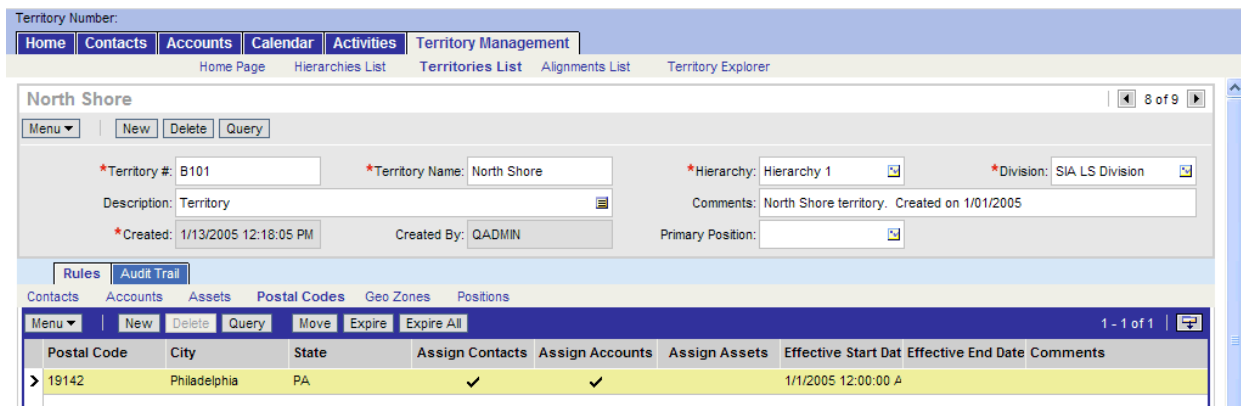 Territory Number:
Home Contacts Accounts Calendar Activities Territory Management
Home Page Hierarchies List Territories List Alignments List Territory Explorer
North Shore 8 of 9
Menu New Delete Query
*Territory #: B101 *Territory Name: North Shore *Hierarchy: Hierarchy 1 *Division: SIA LS Division
Description: Territory Comments: North Shore territory. Created on 1/01/2005
*Created: 1/13/2005 12:18:05 PM Created By: QADMIN Primary Position:
Rules Audit Trail
Contacts Accounts Assets Postal Codes Geo Zones Positions
Menu New Delete Query Move Expire Expire All 1 - 1 of 1
Postal Code City State Assign Contacts Assign Accounts Assign Assets Effective Start Dat Effective End Date Comments
19142 Philadelphia PA ✓ ✓ 1/1/2005 12:00:00 A